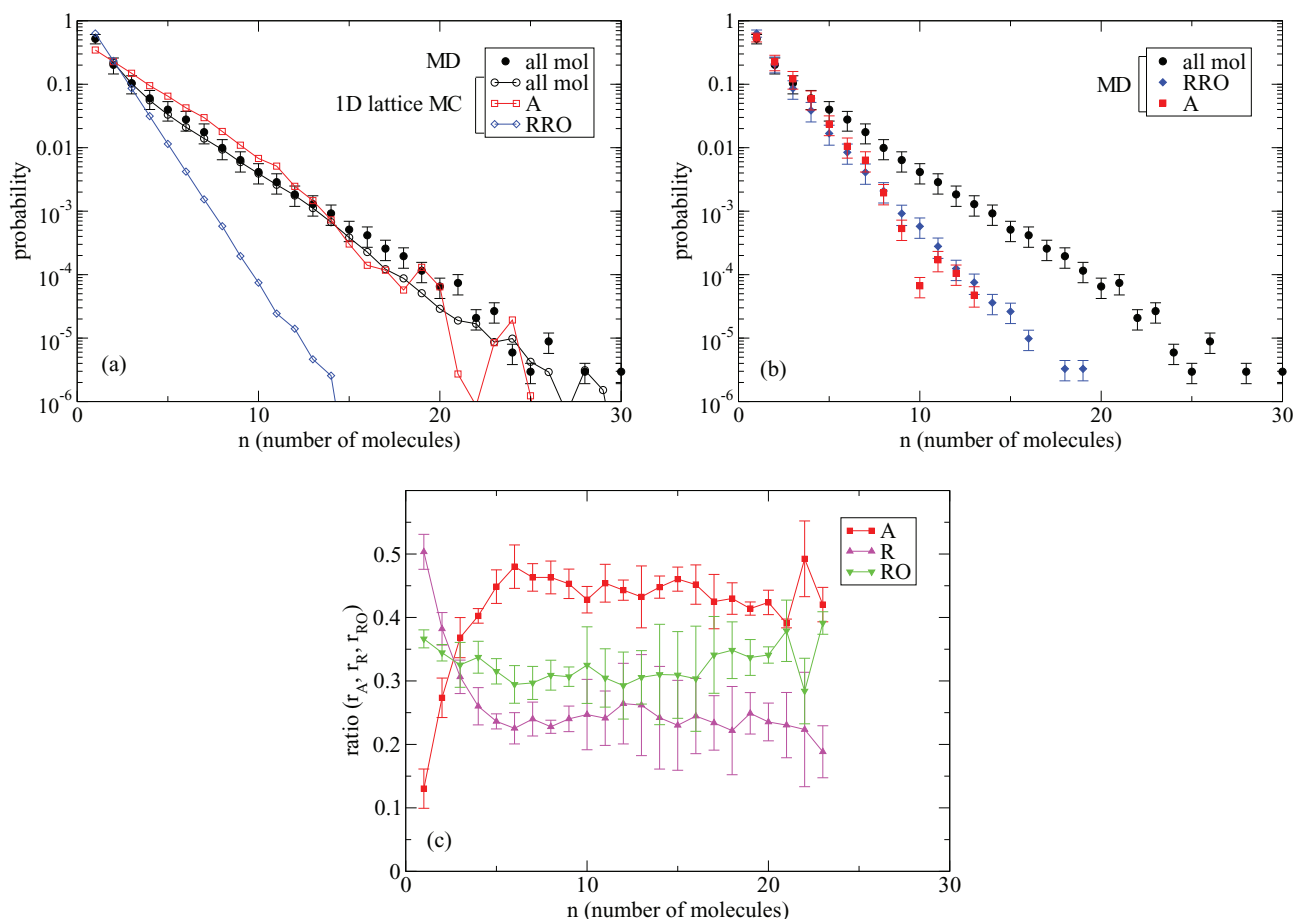 1
0.1
0.01
10⁻³
10⁻⁴
10⁻⁵
10⁻⁶
probability
MD
all mol
1D lattice MC
all mol
A
RRO
(a)
0 10 20 30
n (number of molecules)
1
0.1
0.01
10⁻³
10⁻⁴
10⁻⁵
10⁻⁶
probability
MD
all mol
RRO
A
(b)
0 10 20 30
n (number of molecules)
0.5
0.4
0.3
0.2
0.1
0
ratio (r_A, r_R, r_RO)
A
R
RO
(c)
0 10 20 30
n (number of molecules)